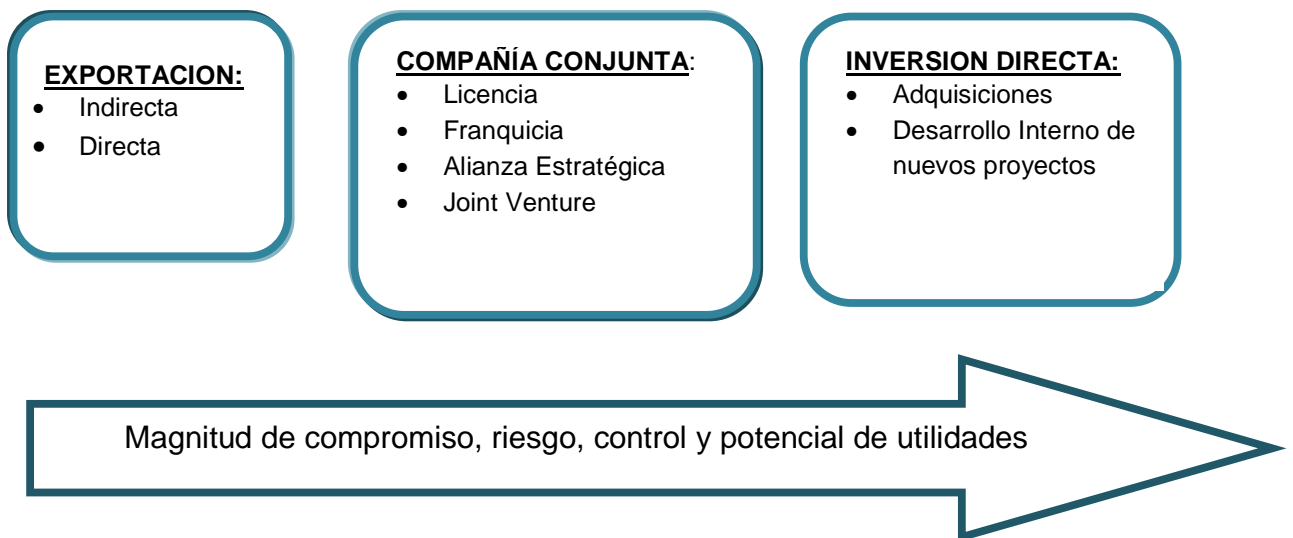 EXPORTACION:
• Indirecta
• Directa
COMPAÑÍA CONJUNTA:
• Licencia
• Franquicia
• Alianza Estratégica
• Joint Venture
INVERSION DIRECTA:
• Adquisiciones
• Desarrollo Interno de
nuevos proyectos
Magnitud de compromiso, riesgo, control y potencial de utilidades